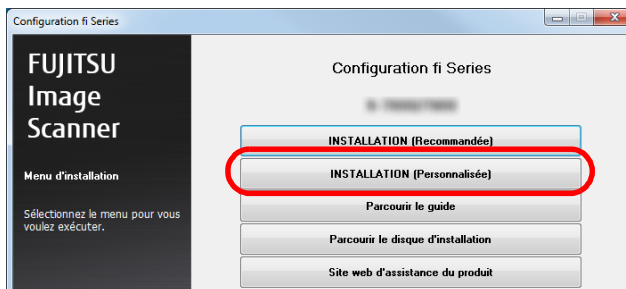 Configuration fi Series
FUJITSU
Image
Scanner
Menu d'installation
Sélectionnez le menu pour vous
voulez exécuter.
Configuration fi Series
INSTALLATION (Recommandée)
INSTALLATION (Personnalisée)
Parcourir le guide
Parcourir le disque d'installation
Site web d'assistance du produit